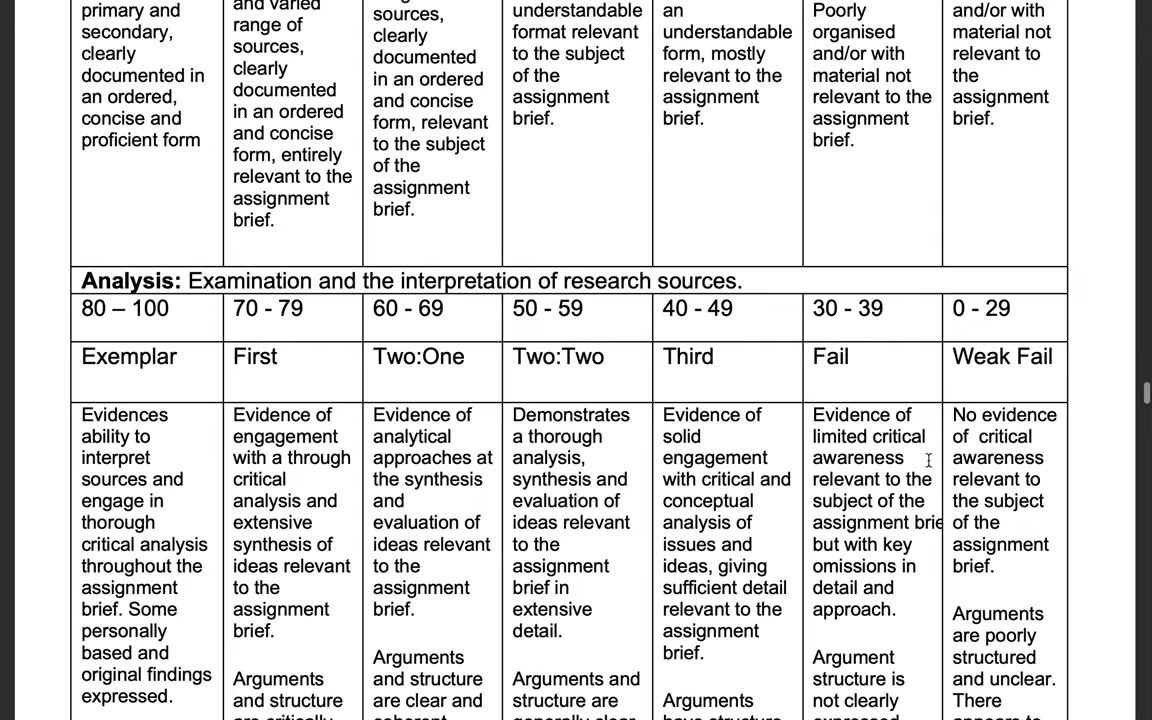 primary and
secondary,
clearly
documented in
an ordered,
concise and
proficient form
and varied
range of
sources,
clearly
documented
in an ordered
and concise
form, entirely
relevant to the
assignment
brief.
sources,
clearly
documented
in an ordered
and concise
form, relevant
to the subject
of the
assignment
brief.
understandable
format relevant
to the subject
of the
assignment
brief.
an
understandable
form, mostly
relevant to the
assignment
brief.
Poorly
organised
and/or with
material not
relevant to the
assignment
brief.
and/or with
material not
relevant to
the
assignment
brief.
Analysis: Examination and the interpretation of research sources.
80 – 100 70 - 79 60 - 69 50 - 59 40 - 49 30 - 39 0 - 29
Exemplar First Two:One Two:Two Third Fail Weak Fail
Evidences
ability to
interpret
sources and
engage in
thorough
critical analysis
throughout the
assignment
brief. Some
personally
based and
original findings
expressed.
Evidence of
engagement
with a through
critical
analysis and
extensive
synthesis of
ideas relevant
to the
assignment
brief.
Arguments
and structure
are critically
Evidence of
analytical
approaches at
the synthesis
and
evaluation of
ideas relevant
to the
assignment
brief.
Arguments
and structure
are clear and
coherent
Demonstrates
a thorough
analysis,
synthesis and
evaluation of
ideas relevant
to the
assignment
brief in
extensive
detail.
Arguments and
structure are
generally clear
Evidence of
solid
engagement
with critical and
conceptual
analysis of
issues and
ideas, giving
sufficient detail
relevant to the
assignment
brief.
Arguments
have structure
Evidence of
limited critical
awareness
relevant to the
subject of the
assignment brie
but with key
omissions in
detail and
approach.
Argument
structure is
not clearly
expressed
No evidence
of critical
awareness
relevant to
the subject
of the
assignment
brief.
Arguments
are poorly
structured
and unclear.
There
appears to